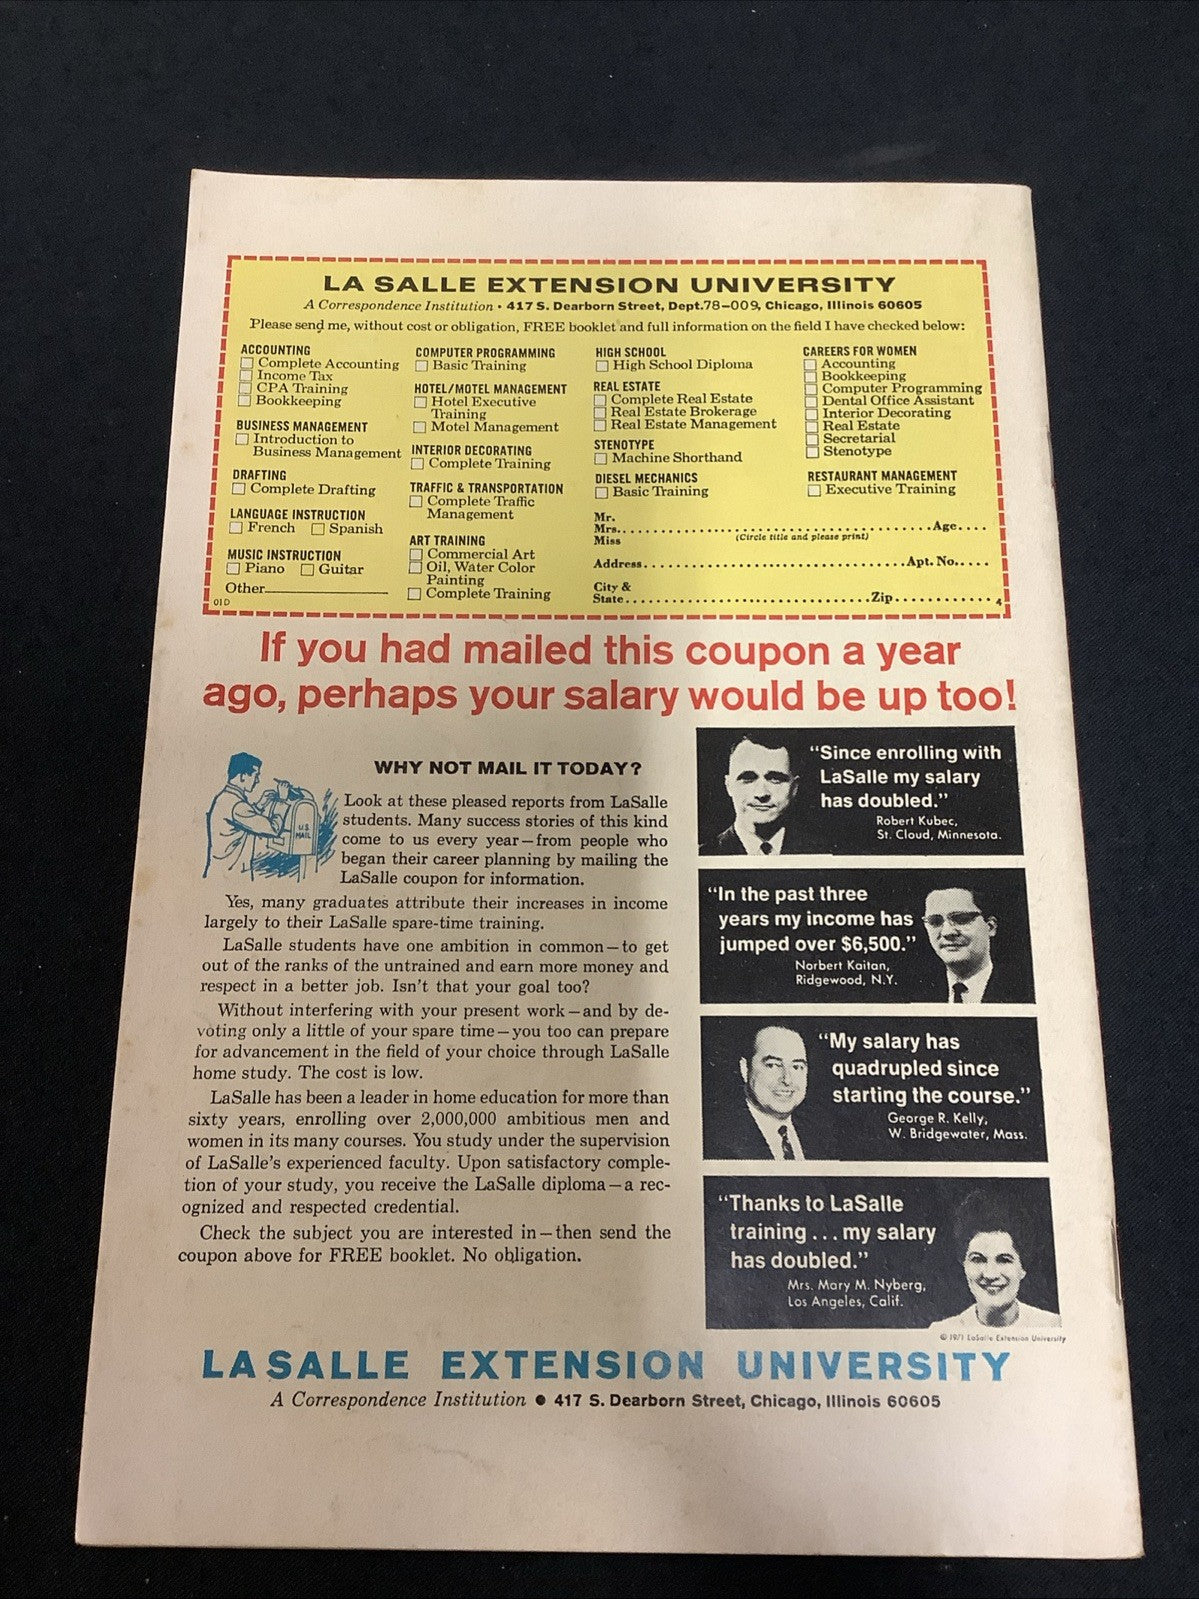 LA SALLE EXTENSION UNIVERSITY
A Correspondence Institution • 417 S. Dearborn Street, Dept.78-009, Chicago, Illinois 60605
Please send me, without cost or obligation, FREE booklet and full information on the field I have checked below:
ACCOUNTING
Complete Accounting
Income Tax
CPA Training
Bookkeeping
BUSINESS MANAGEMENT
Introduction to
Business Management
DRAFTING
Complete Drafting
LANGUAGE INSTRUCTION
French Spanish
MUSIC INSTRUCTION
Piano Guitar
Other
01D
COMPUTER PROGRAMMING
Basic Training
HOTEL/MOTEL MANAGEMENT
Hotel Executive
Training
Motel Management
INTERIOR DECORATING
Complete Training
TRAFFIC & TRANSPORTATION
Complete Traffic
Management
ART TRAINING
Commercial Art
Oil, Water Color
Painting
Complete Training
HIGH SCHOOL
High School Diploma
REAL ESTATE
Complete Real Estate
Real Estate Brokerage
Real Estate Management
STENOTYPE
Machine Shorthand
DIESEL MECHANICS
Basic Training
CAREERS FOR WOMEN
Accounting
Bookkeeping
Computer Programming
Dental Office Assistant
Interior Decorating
Real Estate
Secretarial
Stenotype
RESTAURANT MANAGEMENT
Executive Training
Mr.
Mrs. Age
Miss (Circle title and please print)
Address Apt. No.
City &
State Zip
4
If you had mailed this coupon a year
ago, perhaps your salary would be up too!
WHY NOT MAIL IT TODAY?
U.S.
MAIL
Look at these pleased reports from LaSalle
students. Many success stories of this kind
come to us every year—from people who
began their career planning by mailing the
LaSalle coupon for information.
Yes, many graduates attribute their increases in income
largely to their LaSalle spare-time training.
LaSalle students have one ambition in common—to get
out of the ranks of the untrained and earn more money and
respect in a better job. Isn't that your goal too?
Without interfering with your present work—and by de-
voting only a little of your spare time—you too can prepare
for advancement in the field of your choice through LaSalle
home study. The cost is low.
LaSalle has been a leader in home education for more than
sixty years, enrolling over 2,000,000 ambitious men and
women in its many courses. You study under the supervision
of LaSalle's experienced faculty. Upon satisfactory comple-
tion of your study, you receive the LaSalle diploma—a rec-
ognized and respected credential.
Check the subject you are interested in—then send the
coupon above for FREE booklet. No obligation.
"Since enrolling with
LaSalle my salary
has doubled."
Robert Kubec,
St. Cloud, Minnesota.
"In the past three
years my income has
jumped over $6,500."
Norbert Kaitan,
Ridgewood, N.Y.
"My salary has
quadrupled since
starting the course."
George R. Kelly,
W. Bridgewater, Mass.
"Thanks to LaSalle
training . . . my salary
has doubled."
Mrs. Mary M. Nyberg,
Los Angeles, Calif.
© 1971 LaSalle Extension University
LA SALLE EXTENSION UNIVERSITY
A Correspondence Institution • 417 S. Dearborn Street, Chicago, Illinois 60605